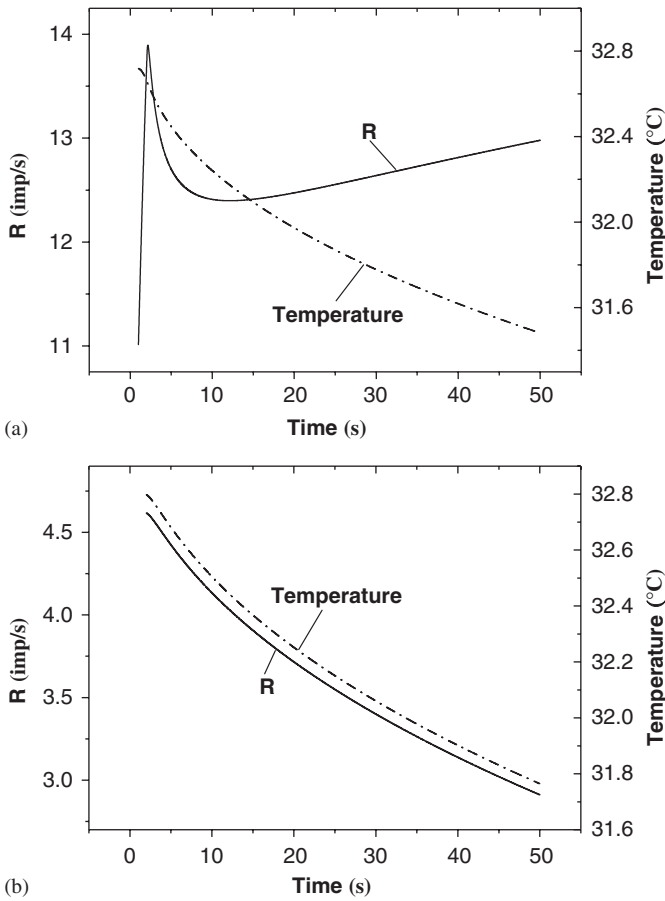 14
13
12
11
R (imp/s)
32.8
32.4
32.0
31.6
Temperature (°C)
R
Temperature
0 10 20 30 40 50
(a)
Time (s)
4.5
4.0
3.5
3.0
R (imp/s)
32.8
32.6
32.4
32.2
32.0
31.8
31.6
Temperature (°C)
Temperature
R
0 10 20 30 40 50
(b)
Time (s)